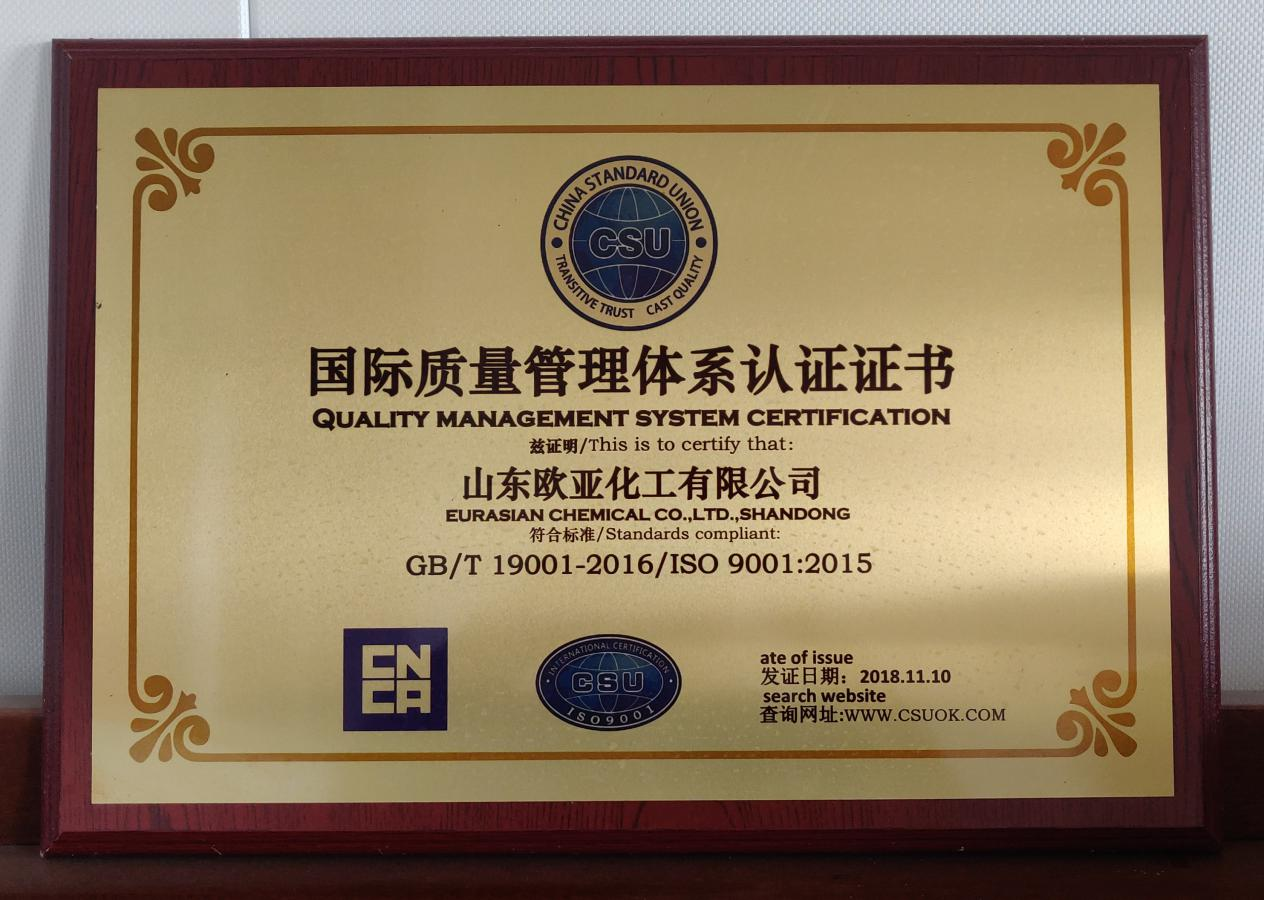 CHINA STANDARD UNION
CSU
TRANSITIVE TRUST CAST QUALITY
国际质量管理体系认证证书
QUALITY MANAGEMENT SYSTEM CERTIFICATION
兹证明/This is to certify that:
山东欧亚化工有限公司
EURASIAN CHEMICAL CO.,LTD.,SHANDONG
符合标准/Standards compliant:
GB/T 19001-2016/ISO 9001:2015
CN
CA
INTERNATIONAL CERTIFICATION
CSU
ISO9001
ate of issue
发证日期：2018.11.10
search website
查询网址:WWW.CSUOK.COM